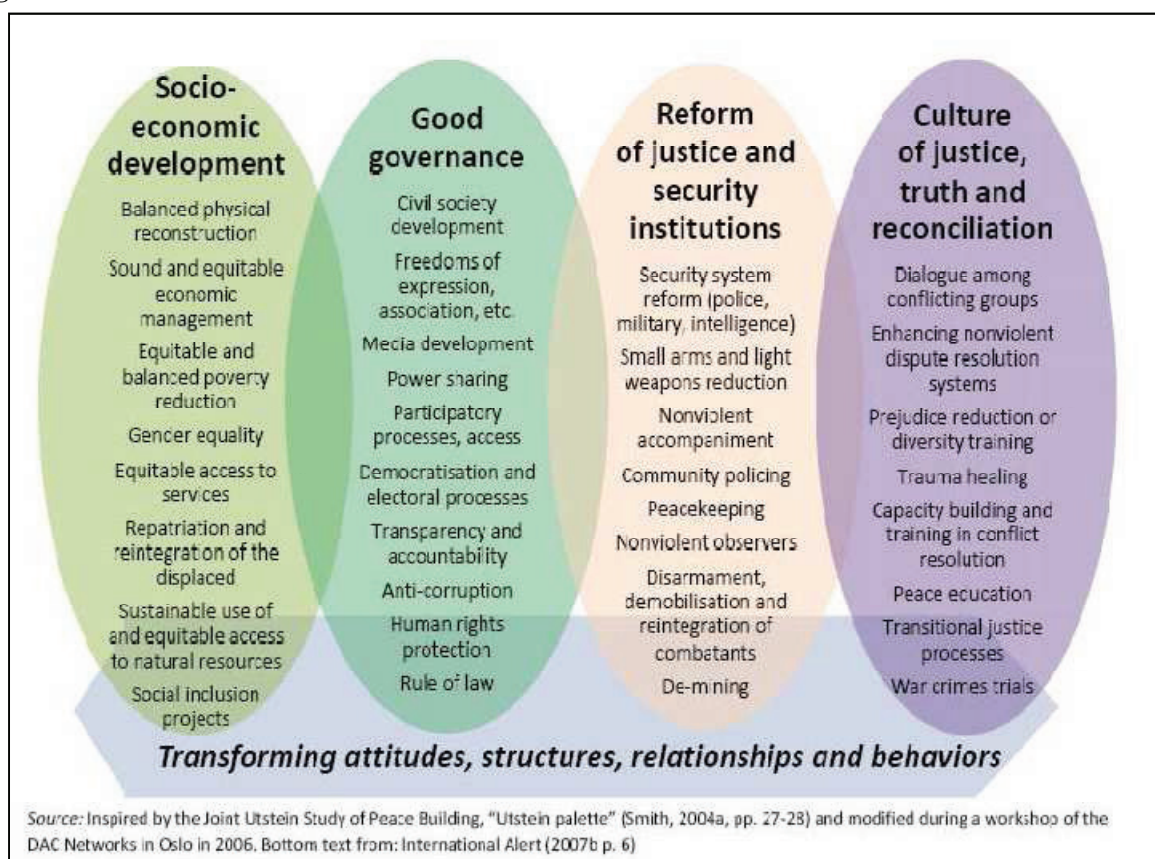 Socio-
economic
development
Balanced physical
reconstruction
Sound and equitable
economic
management
Equitable and
balanced poverty
reduction
Gender equality
Equitable access to
services
Repatriation and
reintegration of the
displaced
Sustainable use of
and equitable access
to natural resources
Social inclusion
projects
Good
governance
Civil society
development
Freedoms of
expression,
association, etc.
Media development
Power sharing
Participatory
processes, access
Democratisation and
electoral processes
Transparency and
accountability
Anti-corruption
Human rights
protection
Rule of law
Reform
of justice and
security
institutions
Security system
reform (police,
military, intelligence)
Small arms and light
weapons reduction
Nonviolent
accompaniment
Community policing
Peacekeeping
Nonviolent observers
Disarmament,
demobilisation and
reintegration of
combatants
De-mining
Culture
of justice,
truth and
reconciliation
Dialogue among
conflicting groups
Enhancing nonviolent
dispute resolution
systems
Prejudice reduction or
diversity training
Trauma healing
Capacity building and
training in conflict
resolution
Peace education
Transitional justice
processes
War crimes trials
Transforming attitudes, structures, relationships and behaviors
Source: Inspired by the Joint Utstein Study of Peace Building, "Utstein palette" (Smith, 2004a, pp. 27-28) and modified during a workshop of the
DAC Networks in Oslo in 2006. Bottom text from: International Alert (2007b p. 6)